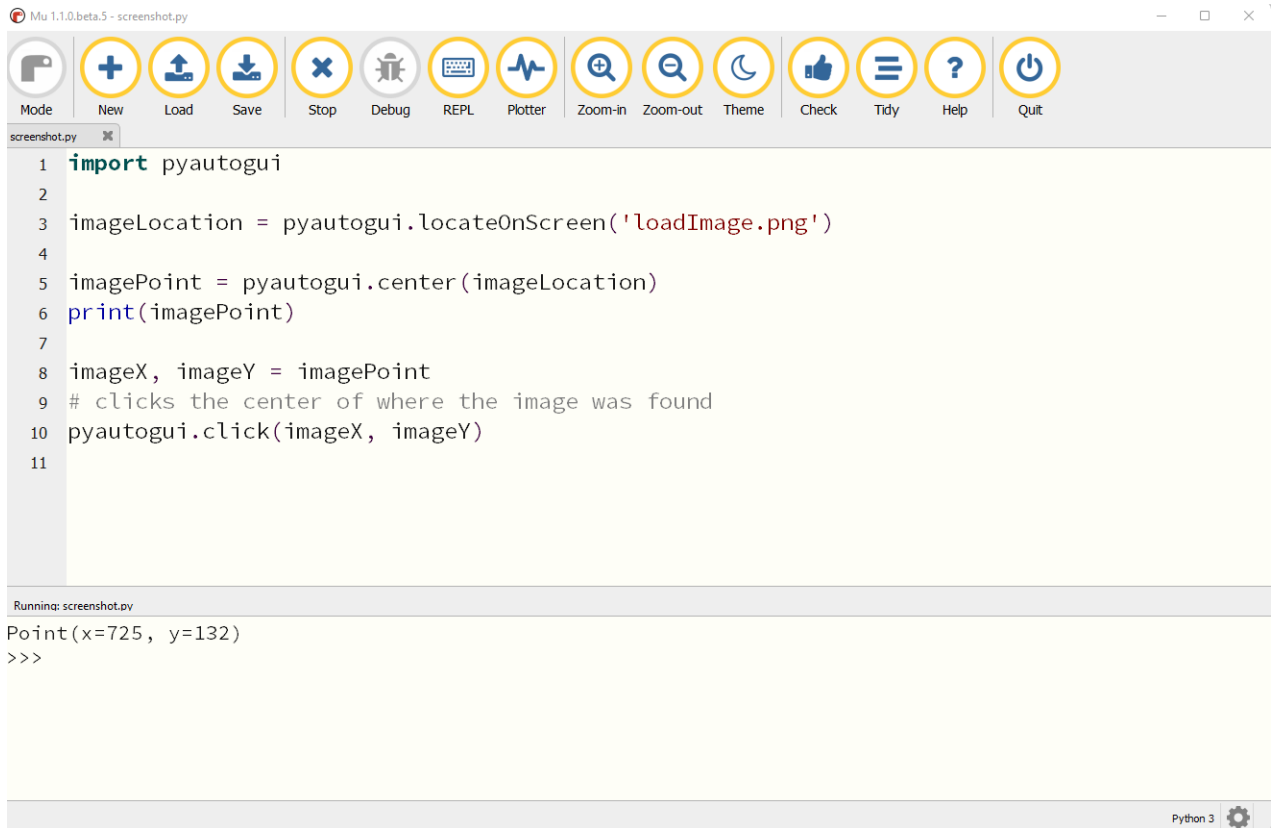 Mu 1.1.0.beta.5 - screenshot.py
Mode New Load Save Stop Debug REPL Plotter Zoom-in Zoom-out Theme Check Tidy Help Quit
screenshot.py
1 import pyautogui
2
3 imageLocation = pyautogui.locateOnScreen('loadImage.png')
4
5 imagePoint = pyautogui.center(imageLocation)
6 print(imagePoint)
7
8 imageX, imageY = imagePoint
9 # clicks the center of where the image was found
10 pyautogui.click(imageX, imageY)
11
Running: screenshot.py
Point(x=725, y=132)
>>>
Python 3